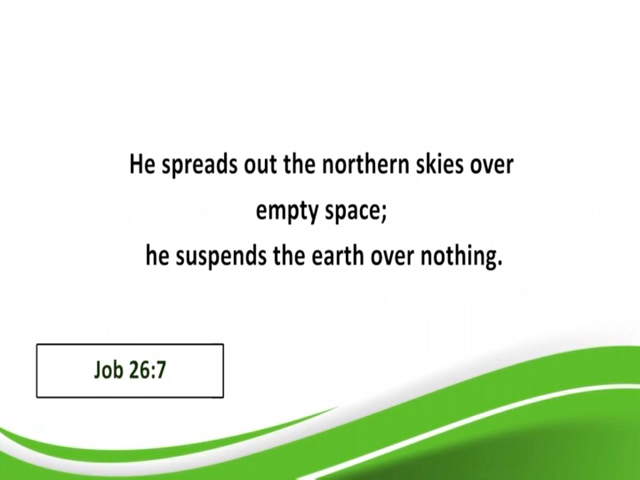 He spreads out the northern skies over
empty space;
he suspends the earth over nothing.
Job 26:7